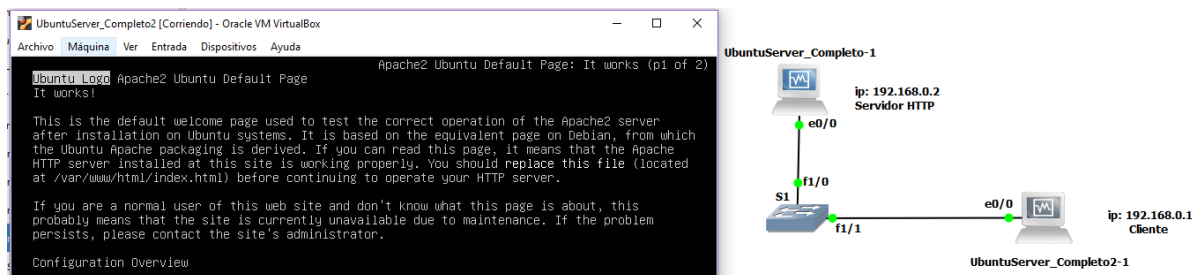 UbuntuServer_Completo2 [Corriendo] - Oracle VM VirtualBox
Archivo Máquina Ver Entrada Dispositivos Ayuda
Apache2 Ubuntu Default Page: It works (p1 of 2)
Ubuntu Logo Apache2 Ubuntu Default Page
It works!
This is the default welcome page used to test the correct operation of the Apache2 server
after installation on Ubuntu systems. It is based on the equivalent page on Debian, from which
the Ubuntu Apache packaging is derived. If you can read this page, it means that the Apache
HTTP server installed at this site is working properly. You should replace this file (located
at /var/www/html/index.html) before continuing to operate your HTTP server.
If you are a normal user of this web site and don't know what this page is about, this
probably means that the site is currently unavailable due to maintenance. If the problem
persists, please contact the site's administrator.
Configuration Overview
UbuntuServer_Completo-1
ip: 192.168.0.2
Servidor HTTP
e0/0
f1/0
S1
f1/1
e0/0
ip: 192.168.0.1
Cliente
UbuntuServer_Completo2-1